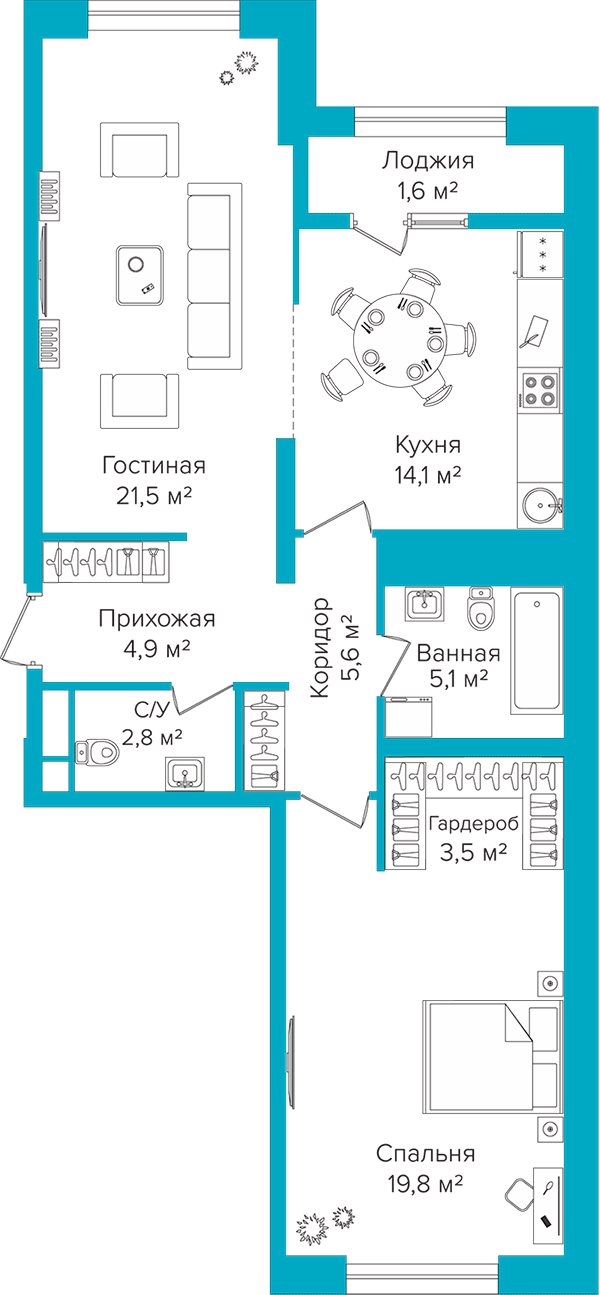 Лоджия
1,6 м²
Гостиная
21,5 м²
Кухня
14,1 м²
Прихожая
4,9 м²
Коридор
5,6 м²
Ванная
5,1 м²
С/У
2,8 м²
Гардероб
3,5 м²
Спальня
19,8 м²